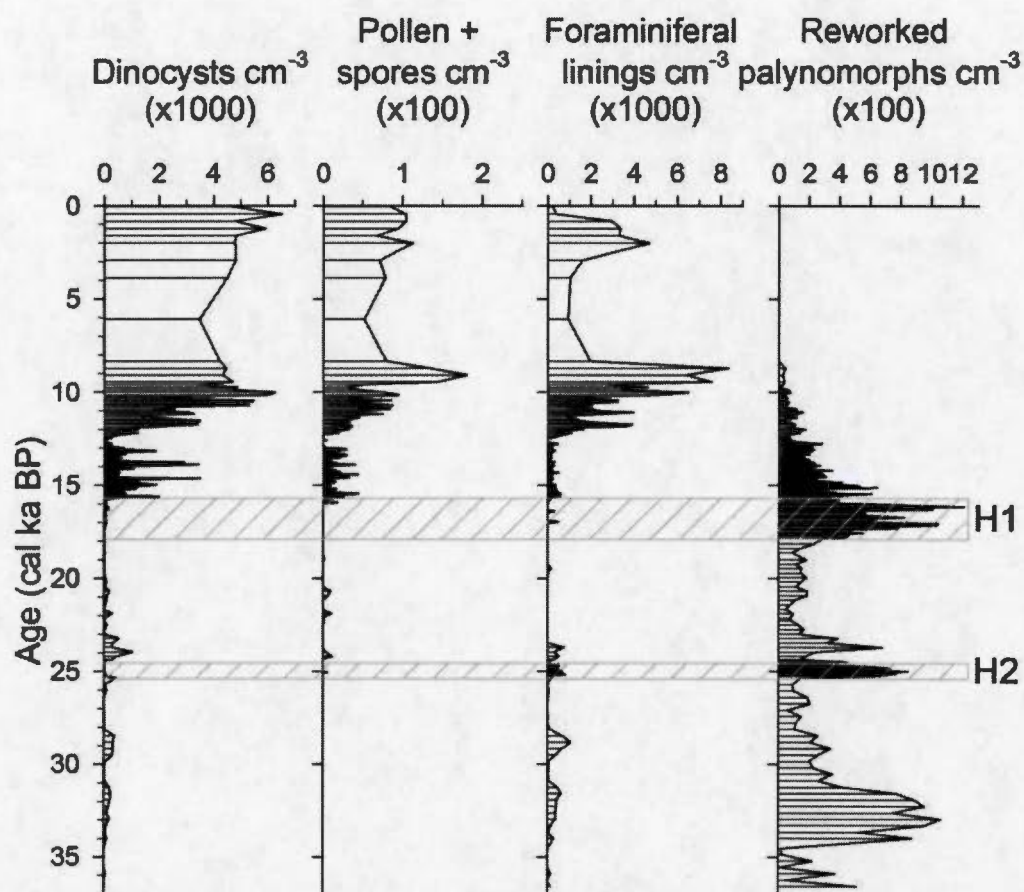 Dinocysts cm⁻³
(x1000)
Pollen +
spores cm⁻³
(x100)
Foraminiferal
linings cm⁻³
(x1000)
Reworked
palynomorphs cm⁻³
(x100)
0 2 4 6
0 1 2
0 2 4 6 8
0 2 4 6 8 10 12
Age (cal ka BP)
0
5
10
15
20
25
30
35
H1
H2